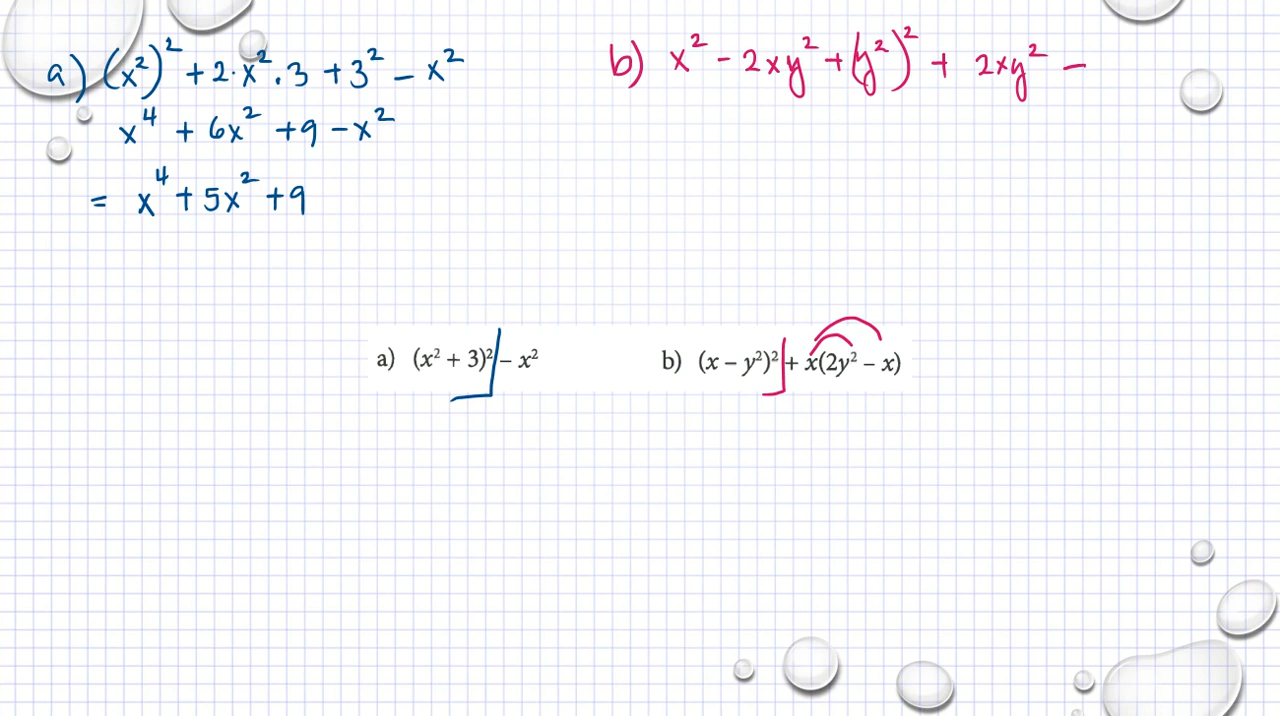 a) (x²)² + 2·x²·3 + 3² – x²
x⁴ + 6x² + 9 – x²
= x⁴ + 5x² + 9
b) x² – 2xy² + (y²)² + 2xy² –
a) (x² + 3)² – x²
b) (x – y²)² + x(2y² – x)